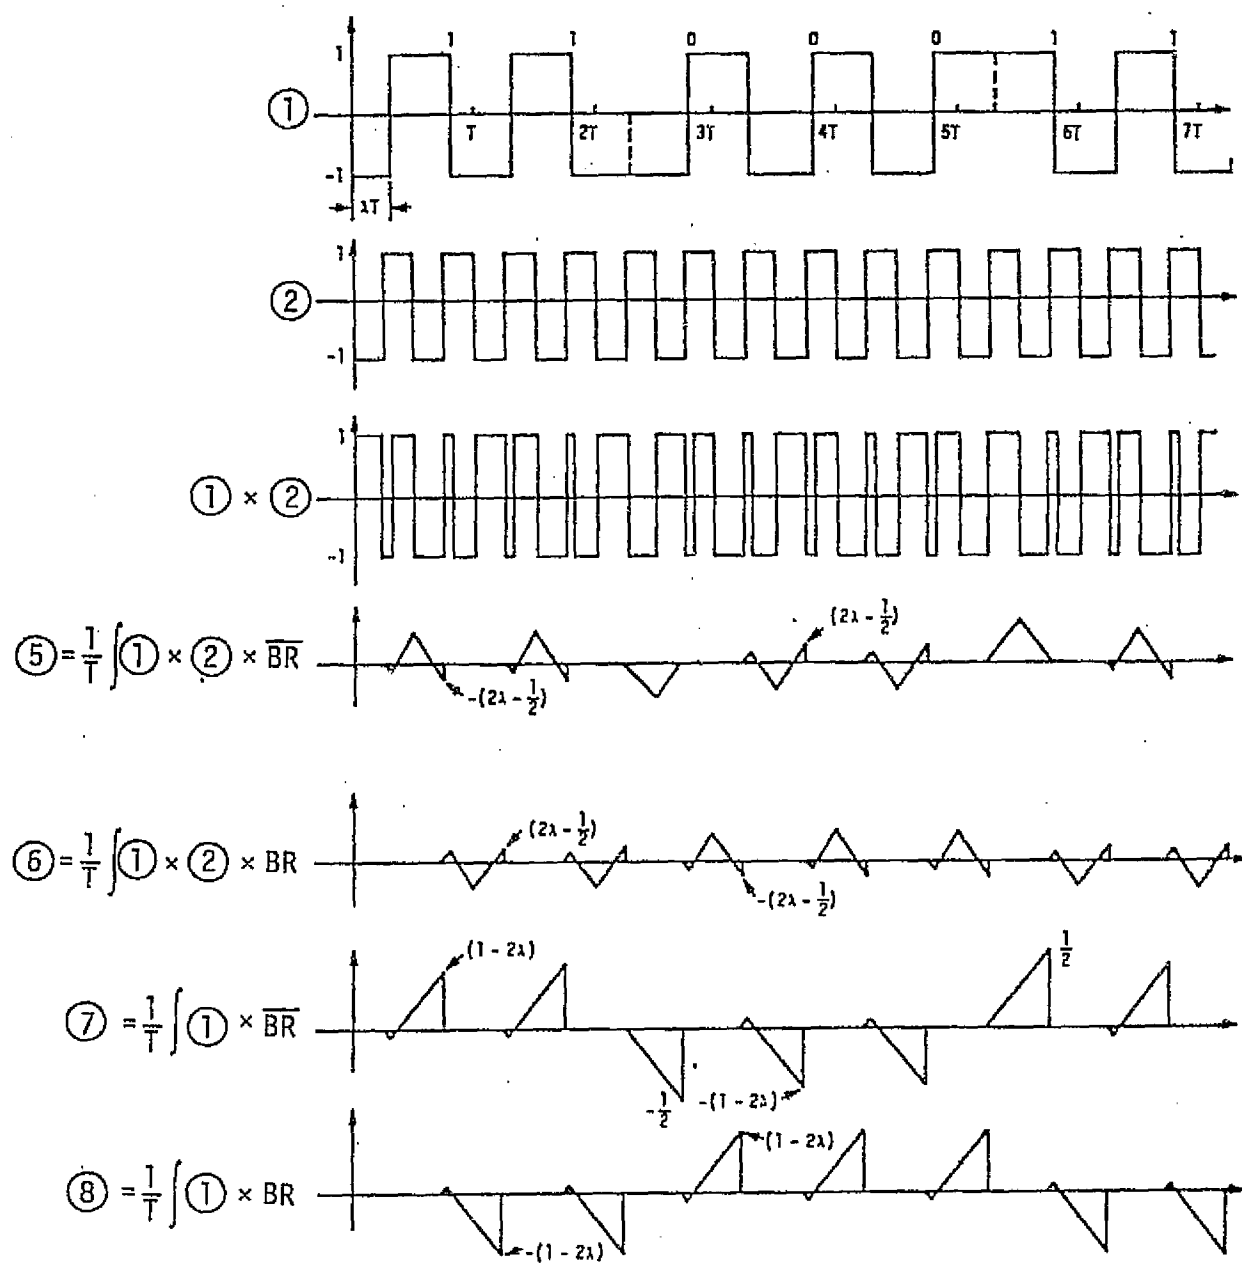 1 1 0 0 0 1 1
1
①
T 2T 3T 4T 5T 6T 7T
-1
λT
1
②
-1
1
① × ②
-1
(2λ - 1/2)
⑤ = 1/T ∫ ① × ② × B̅R̅
-(2λ - 1/2)
(2λ - 1/2)
⑥ = 1/T ∫ ① × ② × BR
-(2λ - 1/2)
(1 - 2λ)
1/2
⑦ = 1/T ∫ ① × B̅R̅
-1/2
-(1 - 2λ)
(1 - 2λ)
⑧ = 1/T ∫ ① × BR
-(1 - 2λ)